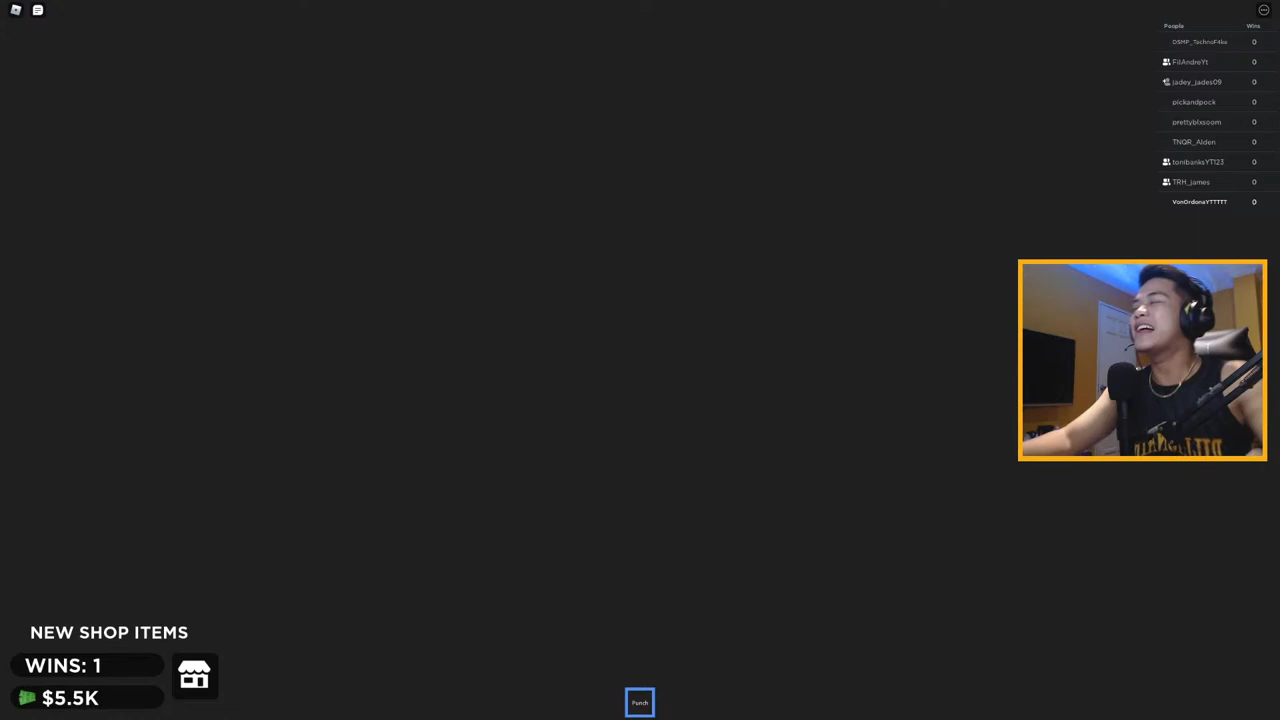 People Wins
DSMP_TechnoF4ke 0
FilAndreYt 0
jadey_jades09 0
pickandpock 0
prettyblxsoom 0
TNQR_Alden 0
tonibanksYT123 0
TRH_james 0
VonOrdonaYTTTTT 0
NEW SHOP ITEMS
WINS: 1
$5.5K
Punch